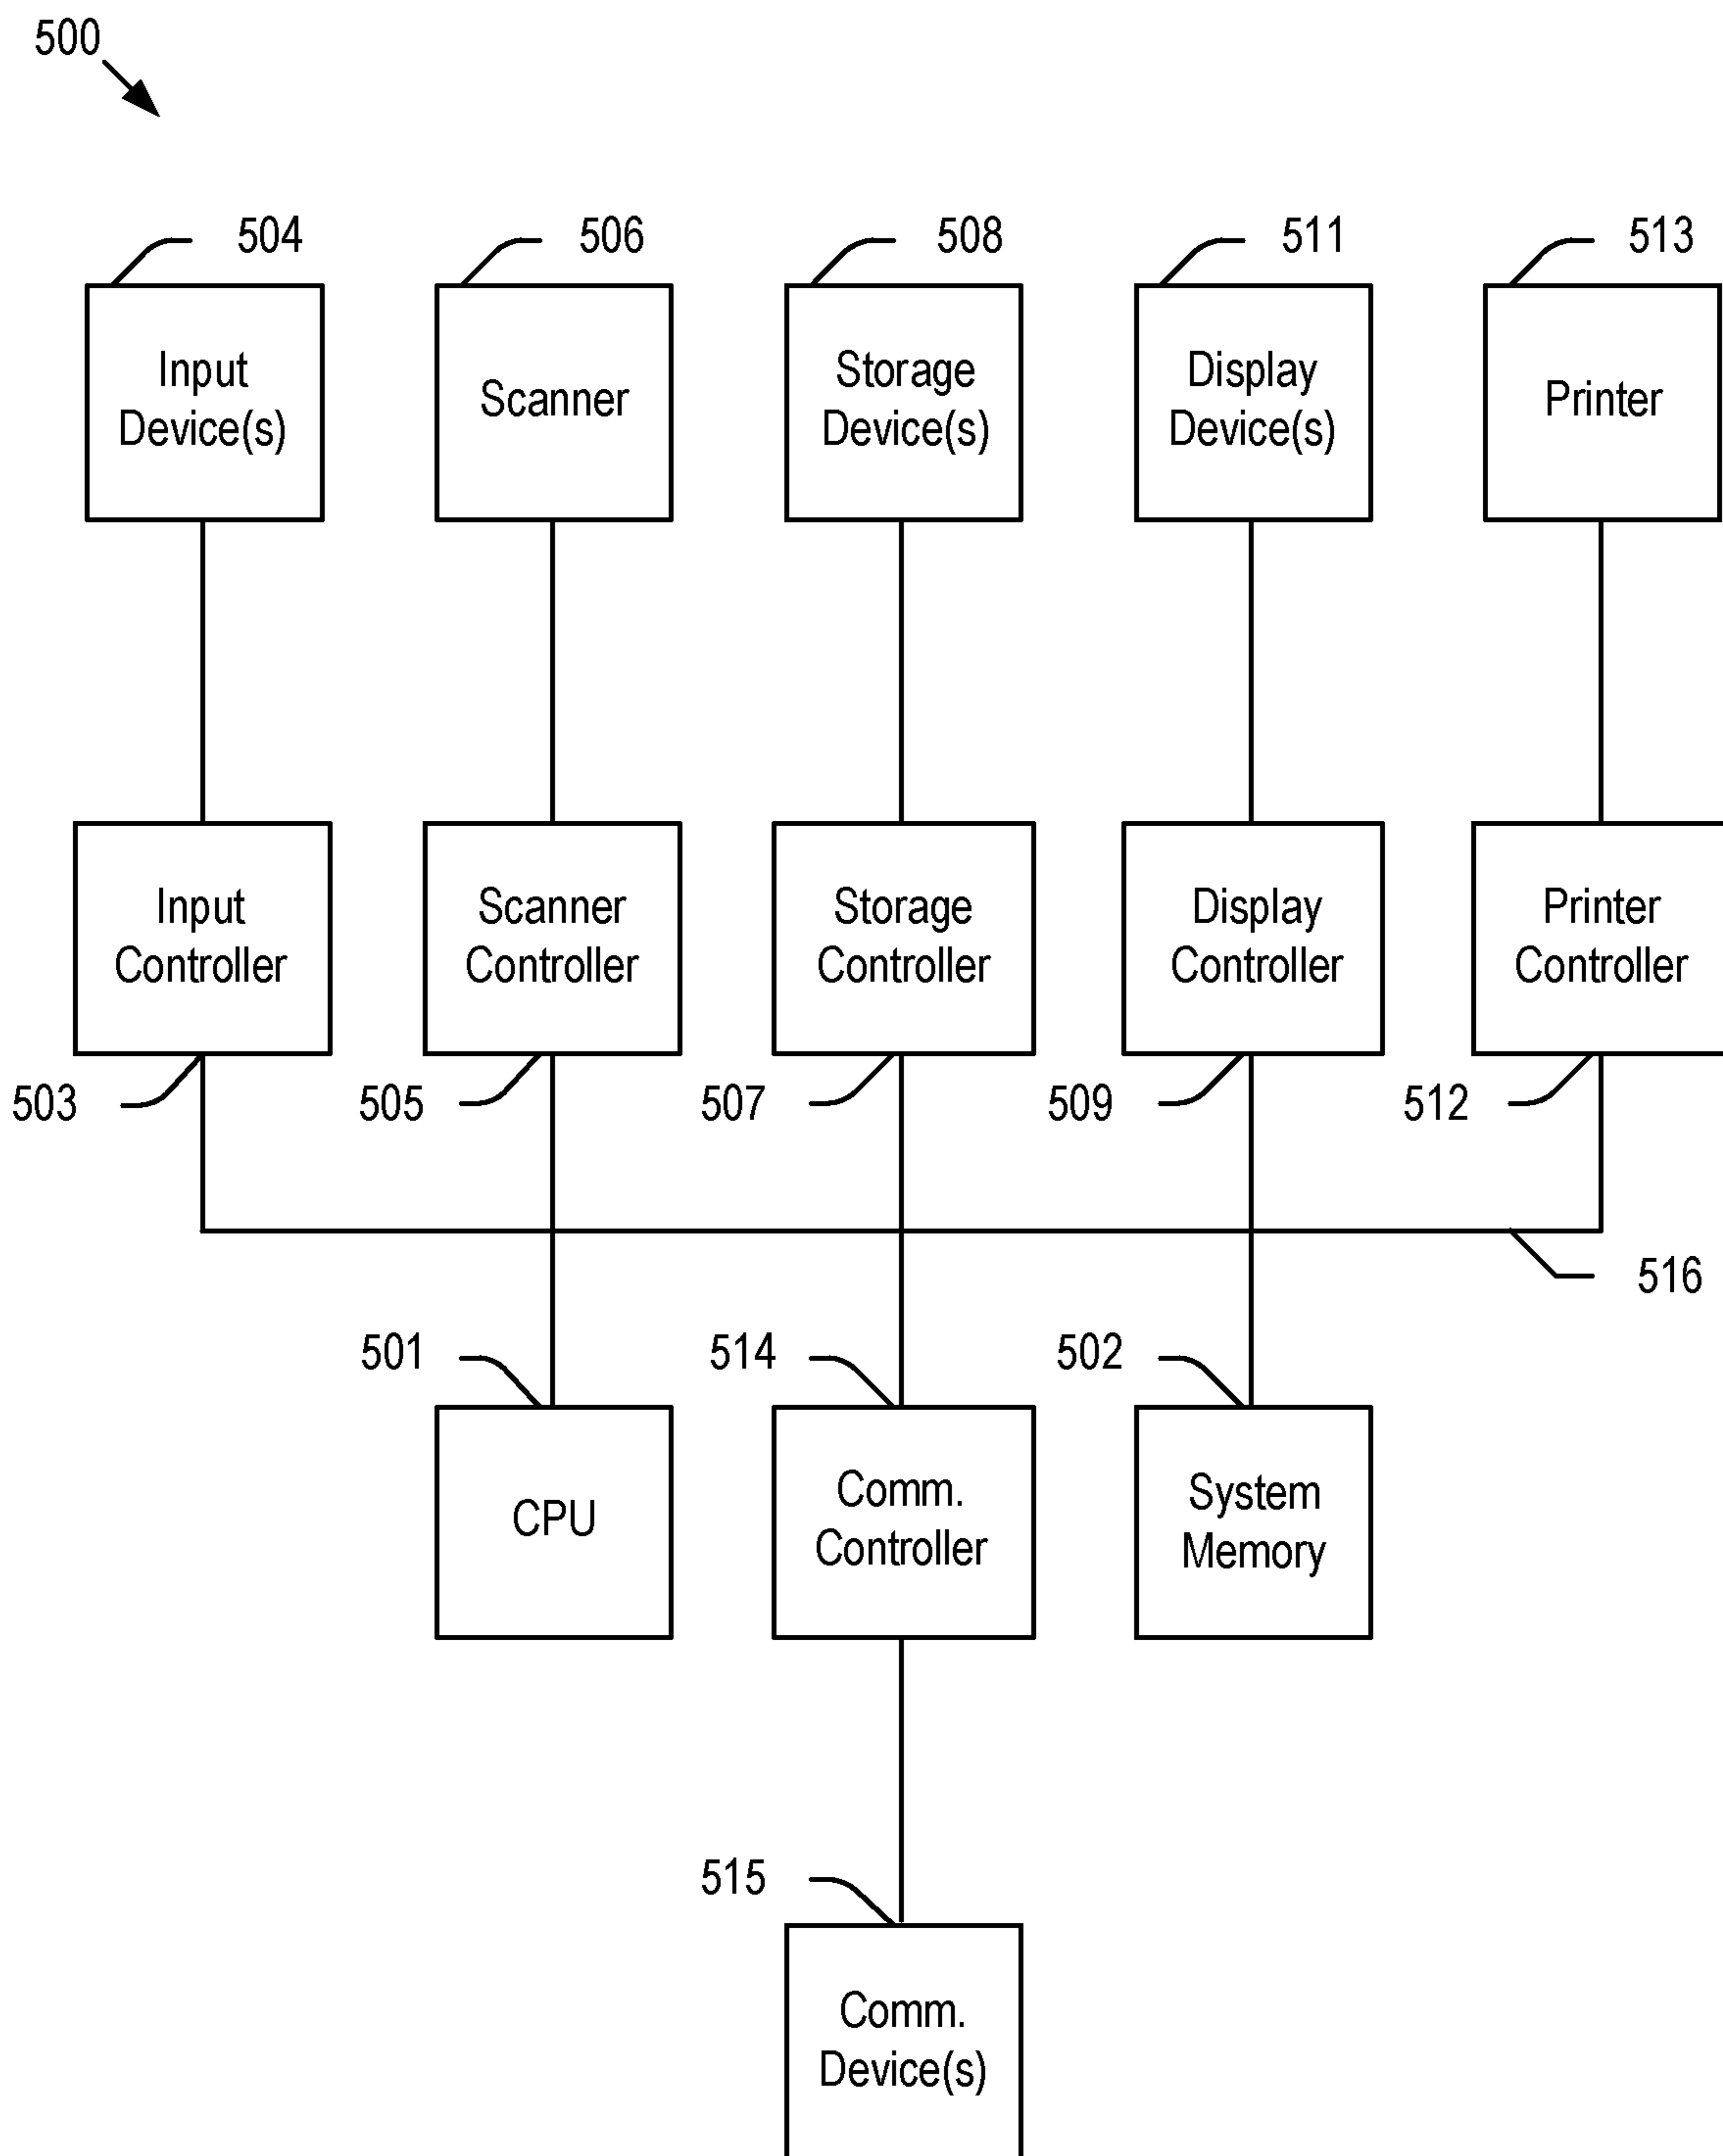 500
504
506
508
511
513
Input
Device(s)
Scanner
Storage
Device(s)
Display
Device(s)
Printer
Input
Controller
Scanner
Controller
Storage
Controller
Display
Controller
Printer
Controller
503
505
507
509
512
516
501
514
502
CPU
Comm.
Controller
System
Memory
515
Comm.
Device(s)